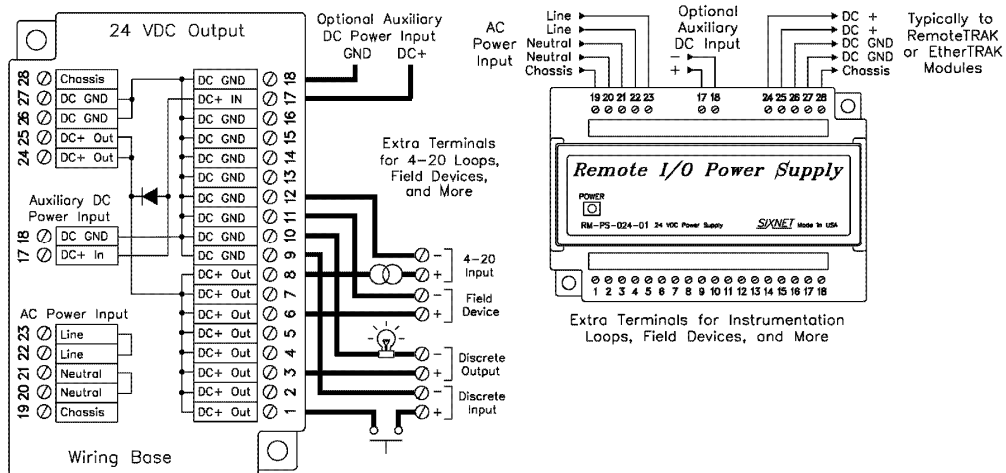 24 VDC Output
28 Chassis
27 DC GND
26 DC GND
25 DC+ Out
24 DC+ Out
Auxiliary DC
Power Input
18 DC GND
17 DC+ In
AC Power Input
23 Line
22 Line
21 Neutral
20 Neutral
19 Chassis
Wiring Base
DC GND 18
DC+ IN 17
DC GND 16
DC GND 15
DC GND 14
DC GND 13
DC GND 12
DC GND 11
DC GND 10
DC GND 9
DC+ Out 8
DC+ Out 7
DC+ Out 6
DC+ Out 5
DC+ Out 4
DC+ Out 3
DC+ Out 2
DC+ Out 1
Optional Auxiliary
DC Power Input
GND DC+
Extra Terminals
for 4-20 Loops,
Field Devices,
and More
- 4-20
+ Input
- Field
+ Device
- Discrete
+ Output
- Discrete
+ Input
AC
Power
Input
Line
Line
Neutral
Neutral
Chassis
Optional
Auxiliary
DC Input
-
+
DC +
DC +
DC GND
DC GND
Chassis
Typically to
RemoteTRAK
or EtherTRAK
Modules
19 20 21 22 23 17 18 24 25 26 27 28
Remote I/O Power Supply
POWER
RM-PS-024-01 24 VDC Power Supply SIXNET Made in USA
1 2 3 4 5 6 7 8 9 10 11 12 13 14 15 16 17 18
Extra Terminals for Instrumentation
Loops, Field Devices, and More